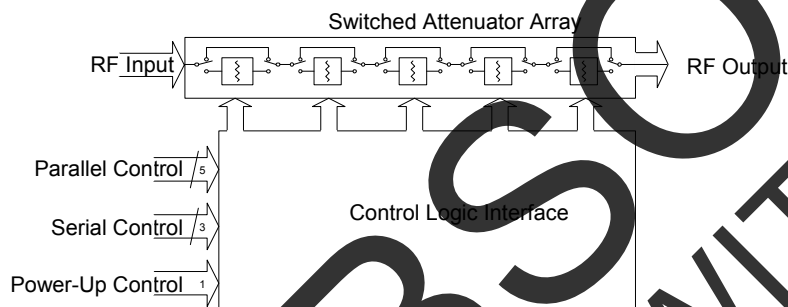 Switched Attenuator Array
RF Input
RF Output
Parallel Control 5
Serial Control 3
Control Logic Interface
Power-Up Control 1